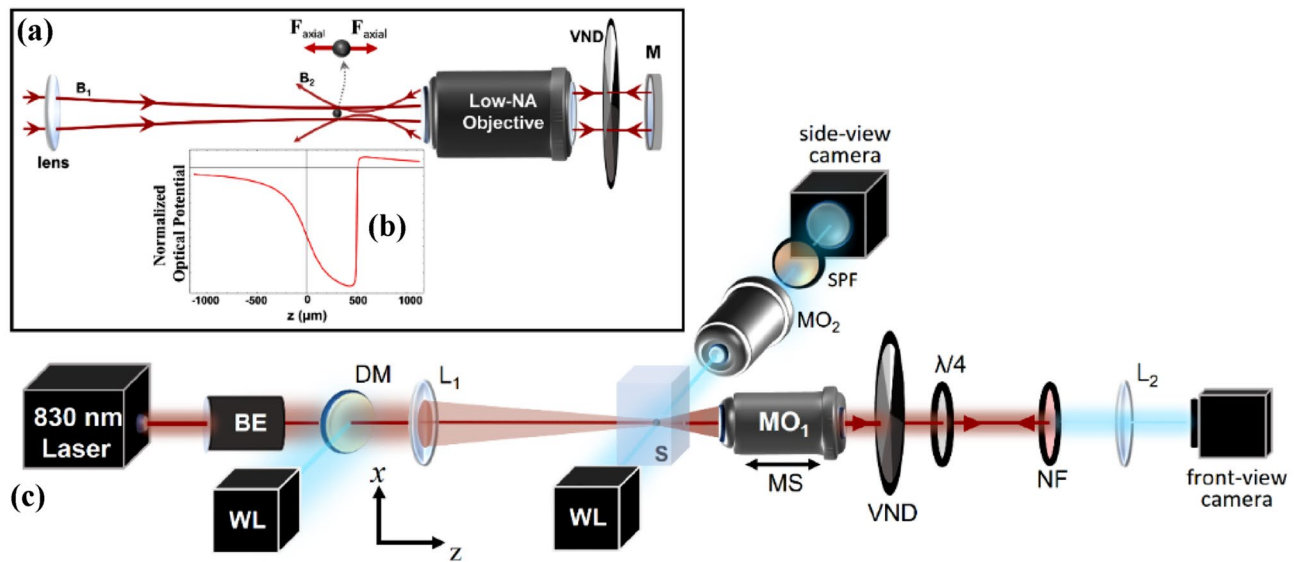 (a)
F axial F axial
VND
M
B1
B2
Low-NA
Objective
lens
Normalized
Optical Potential
(b)
-1000 -500 0 500 1000
z (µm)
side-view
camera
SPF
MO2
DM
L1
λ/4
L2
830 nm
Laser
BE
S
MO1
NF
MS
VND
front-view
camera
(c)
WL
x
z
WL